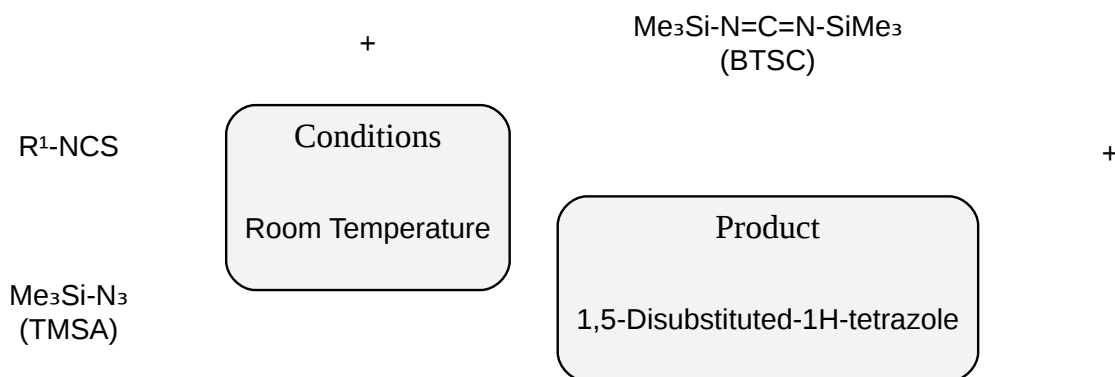 +
Me₃Si-N=C=N-SiMe₃
(BTSC)
R¹-NCS
Conditions
+
Room Temperature
Product
Me₃Si-N₃
(TMSA)
1,5-Disubstituted-1H-tetrazole